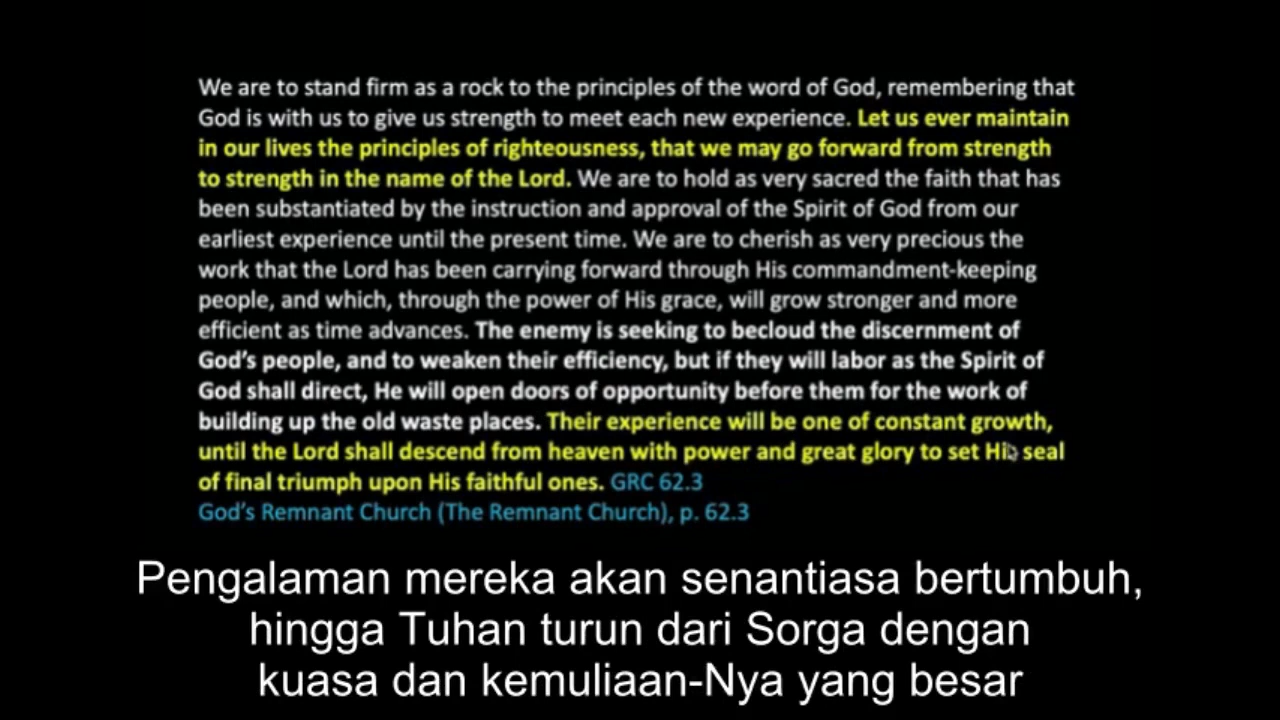 We are to stand firm as a rock to the principles of the word of God, remembering that
God is with us to give us strength to meet each new experience. Let us ever maintain
in our lives the principles of righteousness, that we may go forward from strength
to strength in the name of the Lord. We are to hold as very sacred the faith that has
been substantiated by the instruction and approval of the Spirit of God from our
earliest experience until the present time. We are to cherish as very precious the
work that the Lord has been carrying forward through His commandment-keeping
people, and which, through the power of His grace, will grow stronger and more
efficient as time advances. The enemy is seeking to becloud the discernment of
God's people, and to weaken their efficiency, but if they will labor as the Spirit of
God shall direct, He will open doors of opportunity before them for the work of
building up the old waste places. Their experience will be one of constant growth,
until the Lord shall descend from heaven with power and great glory to set His seal
of final triumph upon His faithful ones. GRC 62.3
God's Remnant Church (The Remnant Church), p. 62.3
Pengalaman mereka akan senantiasa bertumbuh,
hingga Tuhan turun dari Sorga dengan
kuasa dan kemuliaan-Nya yang besar